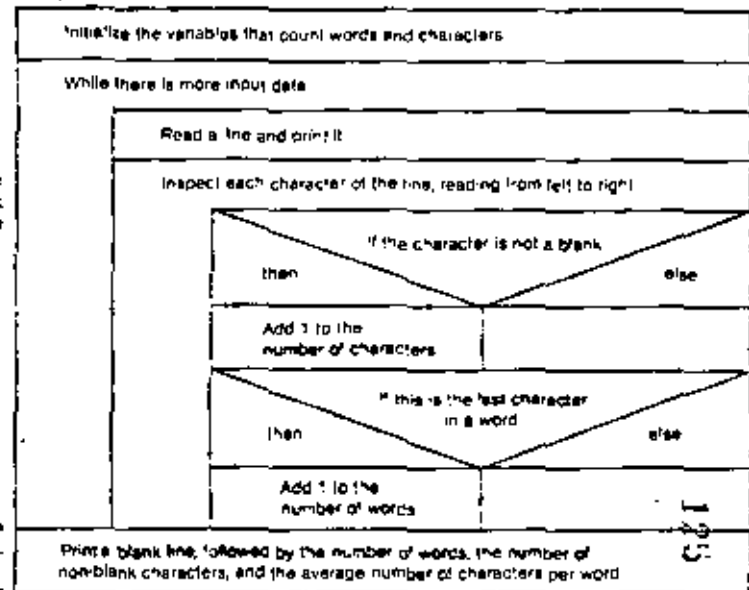 Initialize the variables that count words and characters
While there is more input data
Read a line and print it
Inspect each character of the line, reading from left to right
If the character is not a blank
then else
Add 1 to the
number of characters
If this is the last character
in a word
then else
Add 1 to the
number of words
125
Print a blank line, followed by the number of words, the number of
non-blank characters, and the average number of characters per word